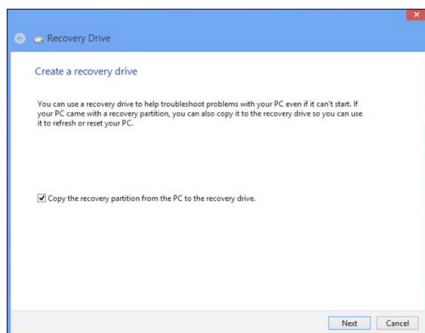 Recovery Drive
Create a recovery drive
You can use a recovery drive to help troubleshoot problems with your PC even if it can't start. If
your PC came with a recovery partition, you can also copy it to the recovery drive so you can use
it to refresh or reset your PC.
Copy the recovery partition from the PC to the recovery drive.
Next Cancel